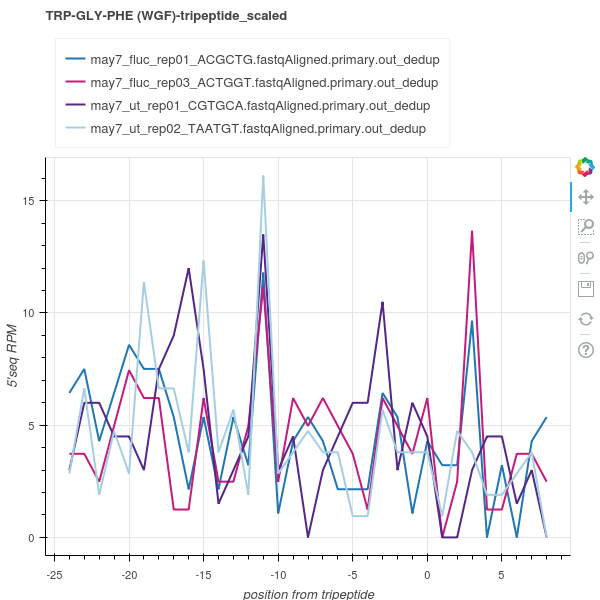 TRP-GLY-PHE (WGF)-tripeptide_scaled
may7_fluc_rep01_ACGCTG.fastqAligned.primary.out_dedup
may7_fluc_rep03_ACTGGT.fastqAligned.primary.out_dedup
may7_ut_rep01_CGTGCA.fastqAligned.primary.out_dedup
may7_ut_rep02_TAATGT.fastqAligned.primary.out_dedup
15
10
5
0
5'seq RPM
-25 -20 -15 -10 -5 0 5
position from tripeptide